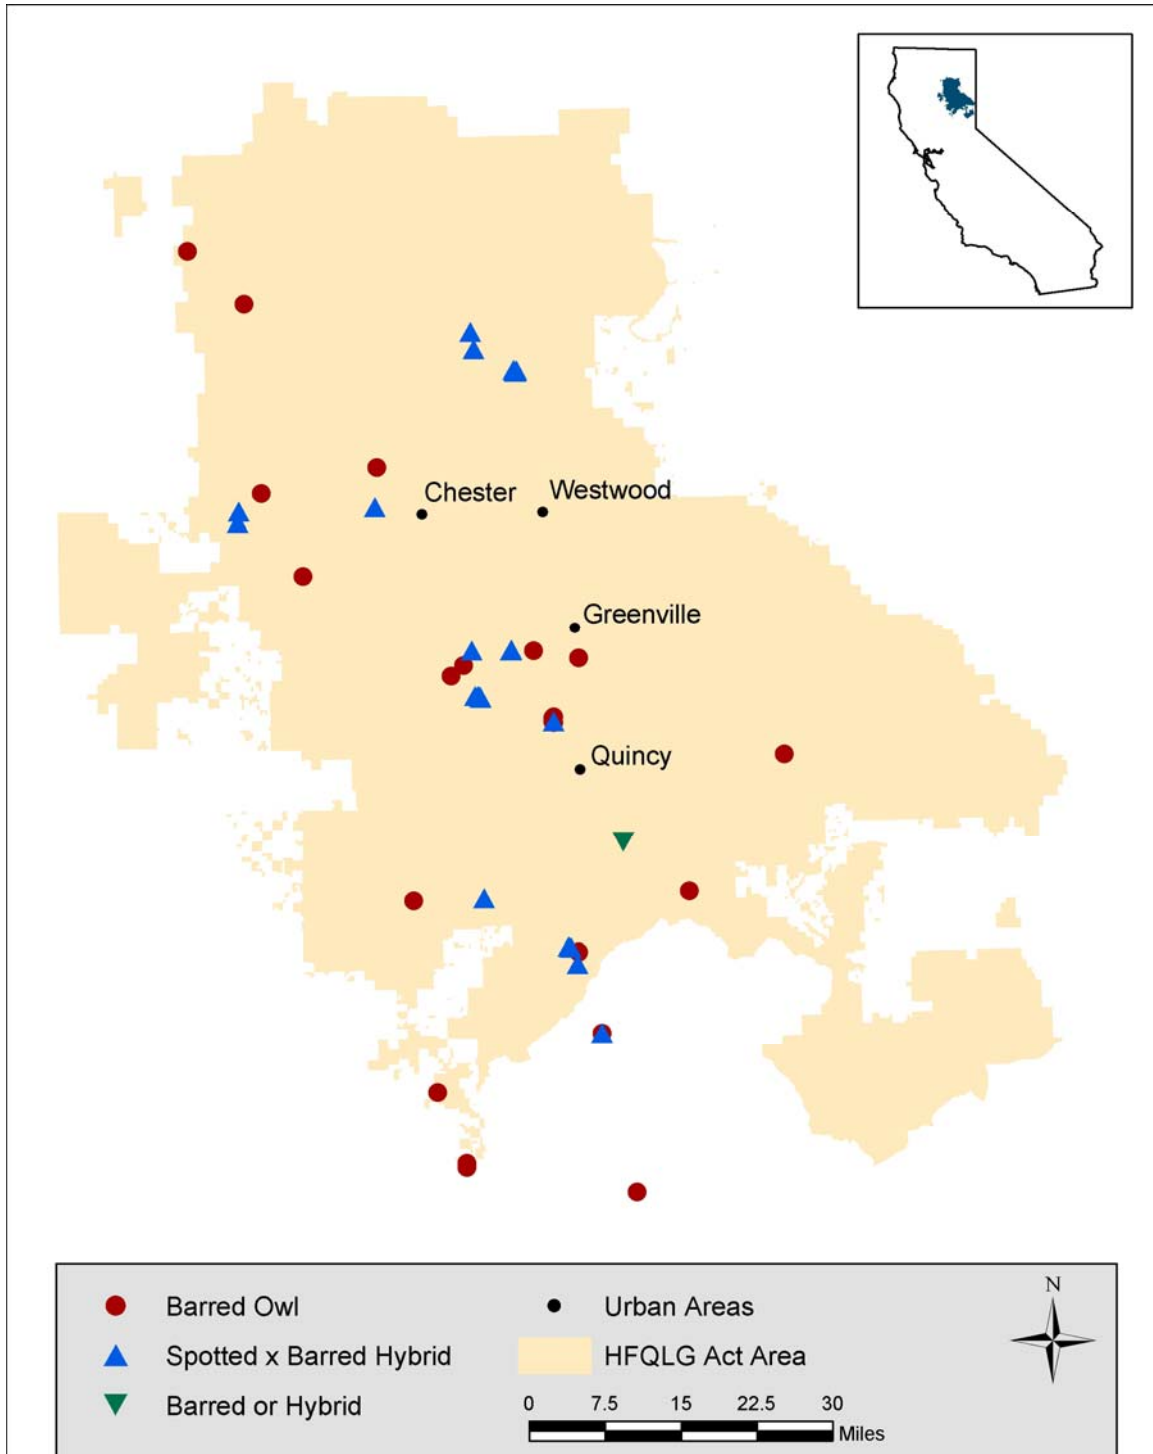 Chester
Westwood
Greenville
Quincy
Barred Owl
Spotted x Barred Hybrid
Barred or Hybrid
Urban Areas
HFQLG Act Area
0 7.5 15 22.5 30
Miles
N